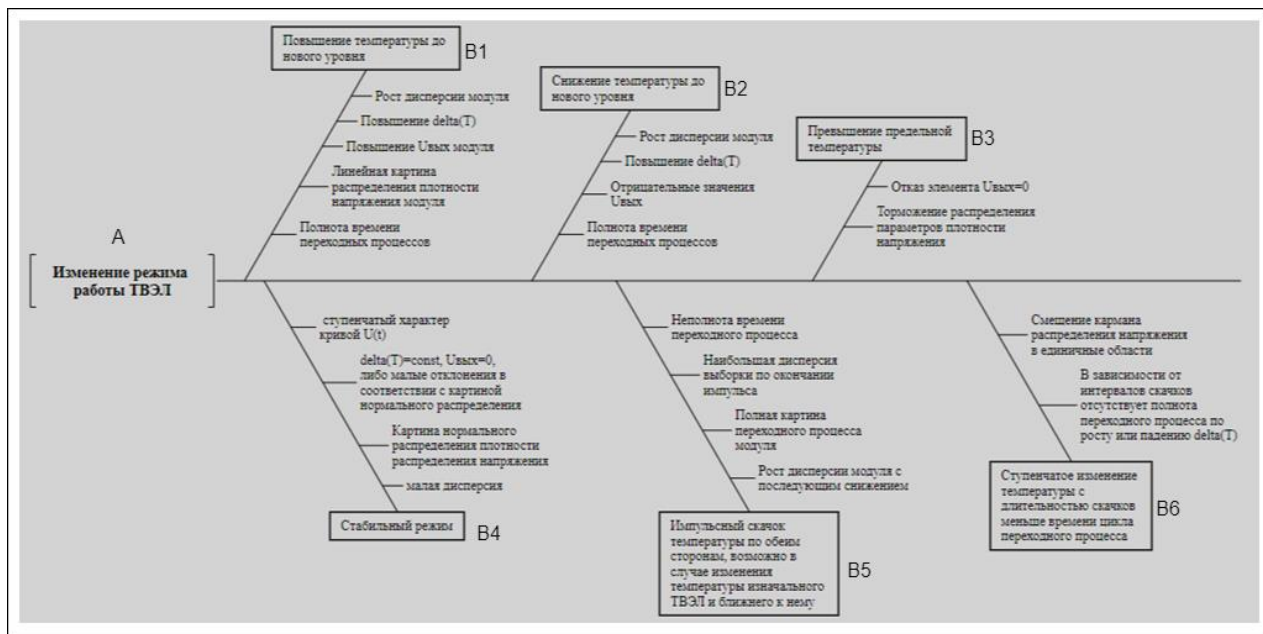 Повышение температуры до
нового уровня
B1
Рост дисперсии модуля
Повышение delta(T)
Повышение Uвых модуля
Линейная картина
распределения плотности
напряжения модуля
Полнота времени
переходных процессов
Снижение температуры до
нового уровня
B2
Рост дисперсии модуля
Повышение delta(T)
Отрицательные значения
Uвых
Полнота времени
переходных процессов
Превышение предельной
температуры
B3
Отказ элемента Uвых=0
Торможение распределения
параметров плотности
напряжения
A
Изменение режима
работы ТВЭЛ
ступенчатый характер
кривой U(t)
delta(T)=const, Uвых=0,
либо малые отклонения в
соответствии с картиной
нормального распределения
Картина нормального
распределения плотности
распределения напряжения
малая дисперсия
Стабильный режим
B4
Неполнота времени
переходного процесса
Наибольшая дисперсия
выборки по окончании
импульса
Полная картина
переходного процесса
модуля
Рост дисперсии модуля с
последующим снижением
Импульсный скачок
температуры по обеим
сторонам, возможно в
случае изменения
температуры изначального
ТВЭЛ и ближнего к нему
B5
Смещение кармана
распределения напряжения
в единичные области
В зависимости от
интервалов скачков
отсутствует полнота
переходного процесса по
росту или падению delta(T)
Ступенчатое изменение
температуры с
длительностью скачков
меньше времени цикла
переходного процесса
B6